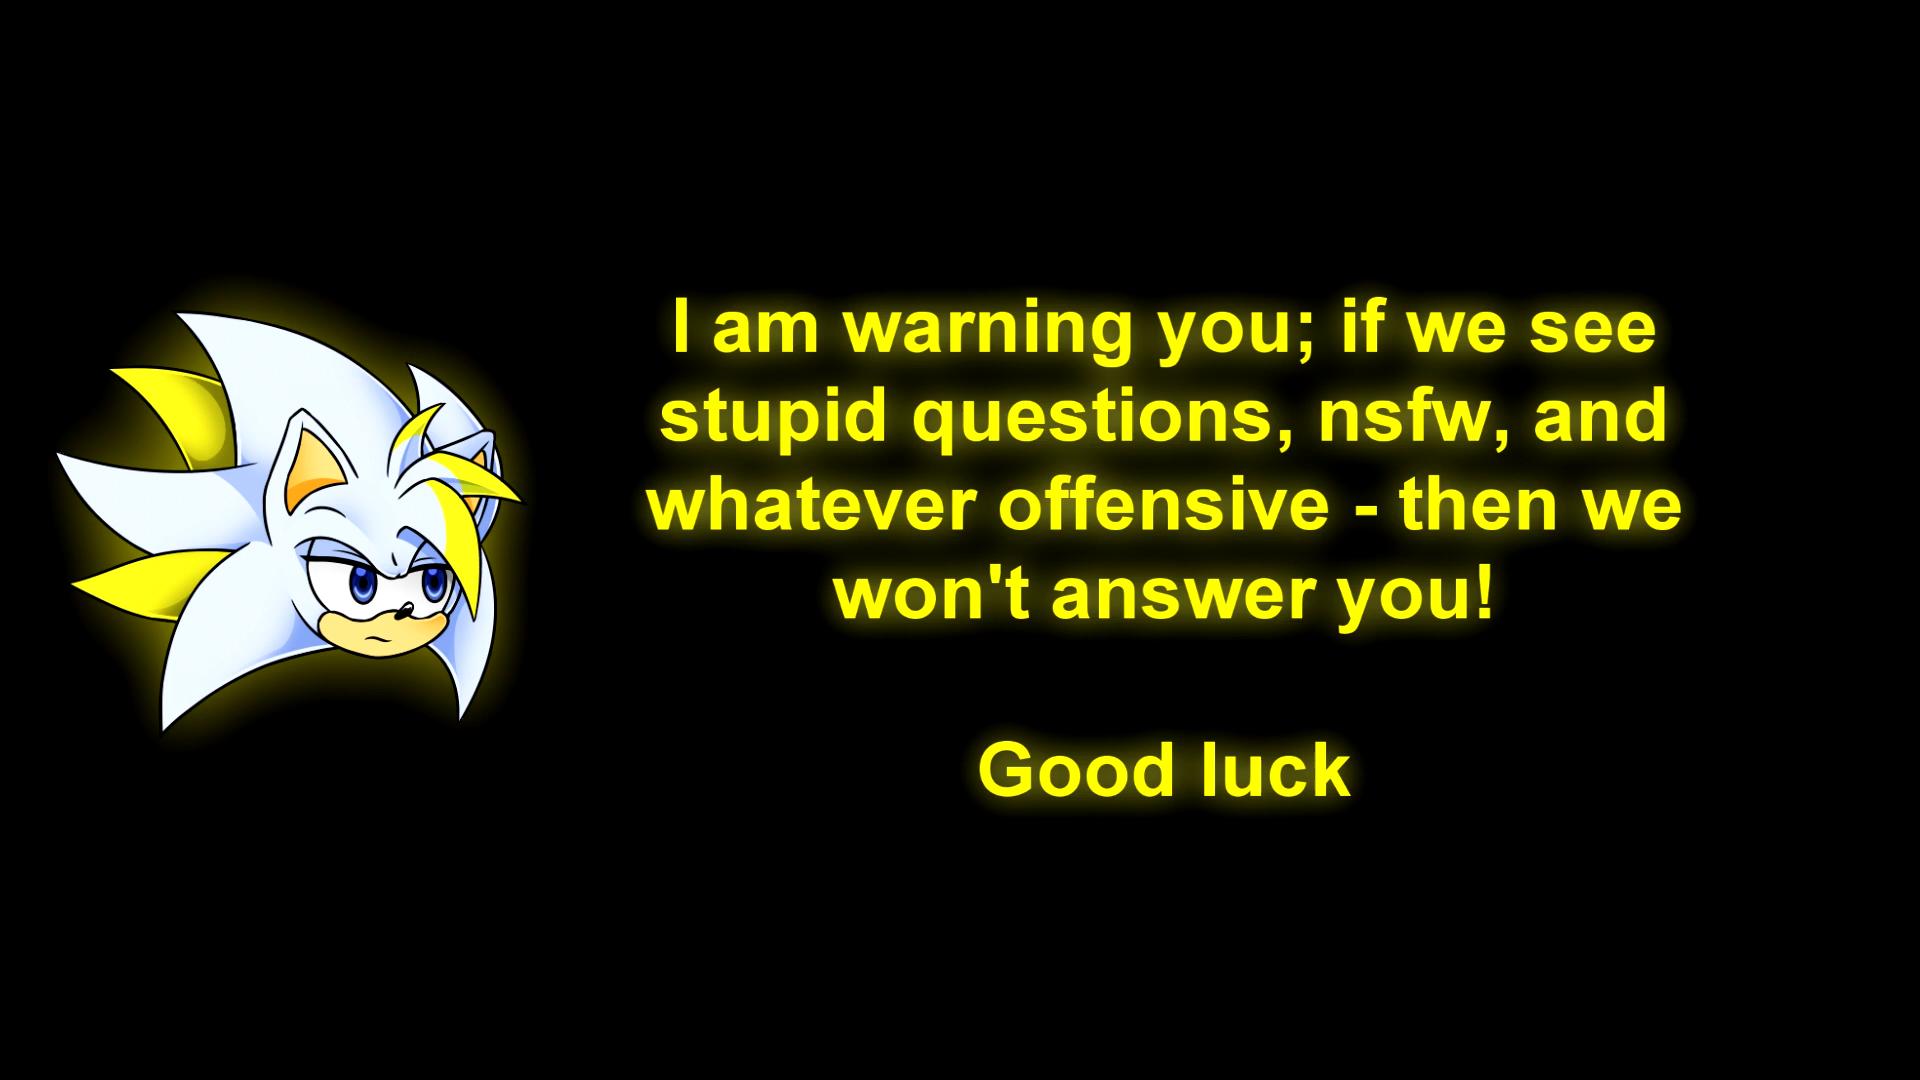 I am warning you; if we see
stupid questions, nsfw, and
whatever offensive - then we
won't answer you!
Good luck